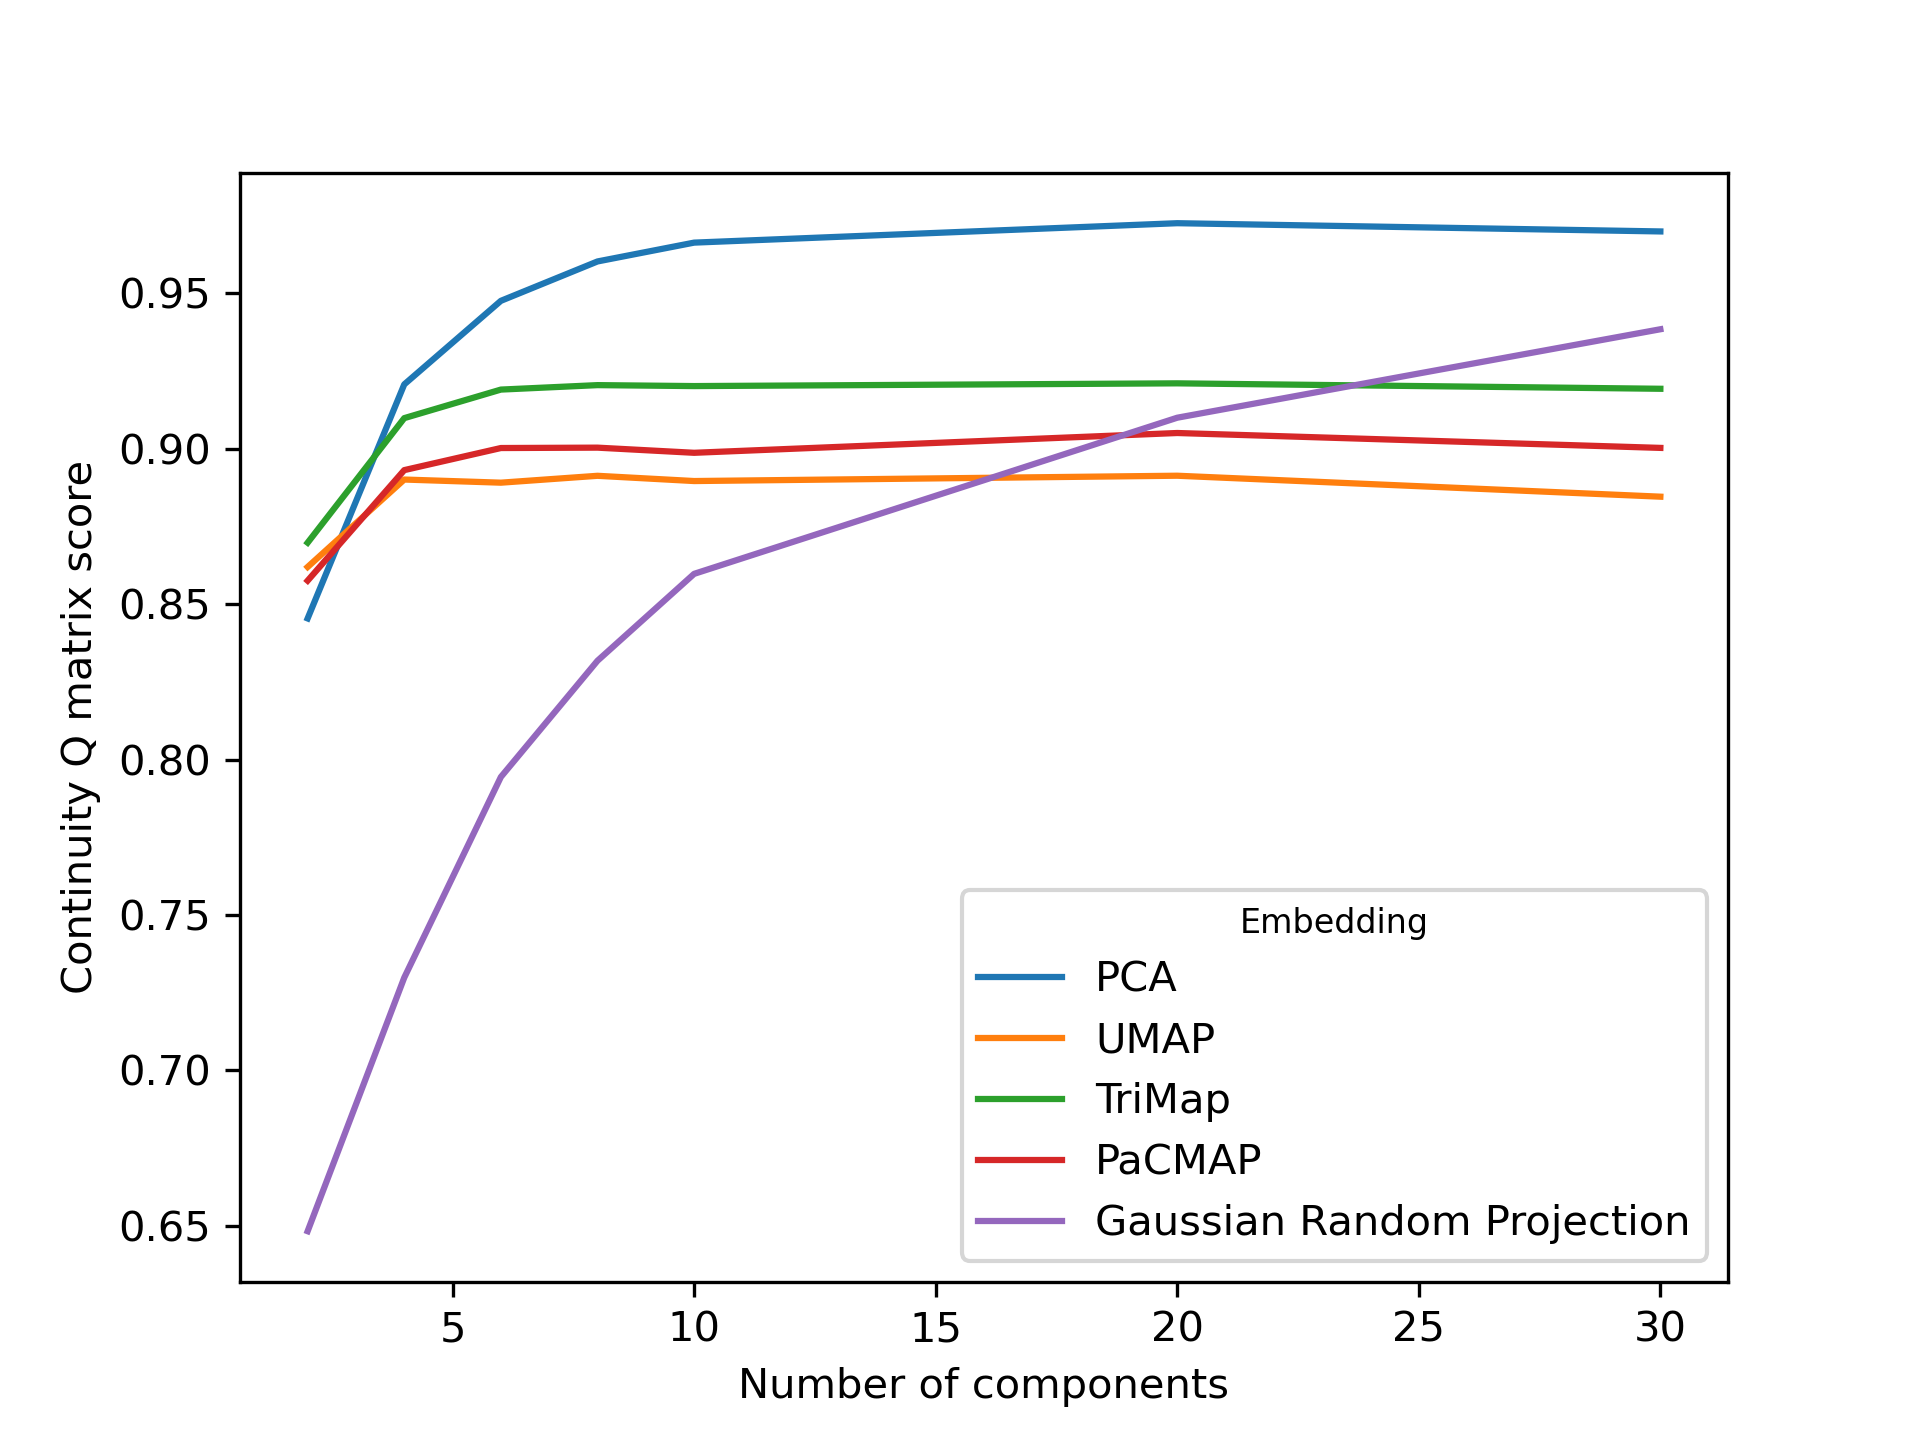 0.95
0.90
0.85
0.80
0.75
0.70
0.65
Continuity Q matrix score
5 10 15 20 25 30
Number of components
Embedding
PCA
UMAP
TriMap
PaCMAP
Gaussian Random Projection